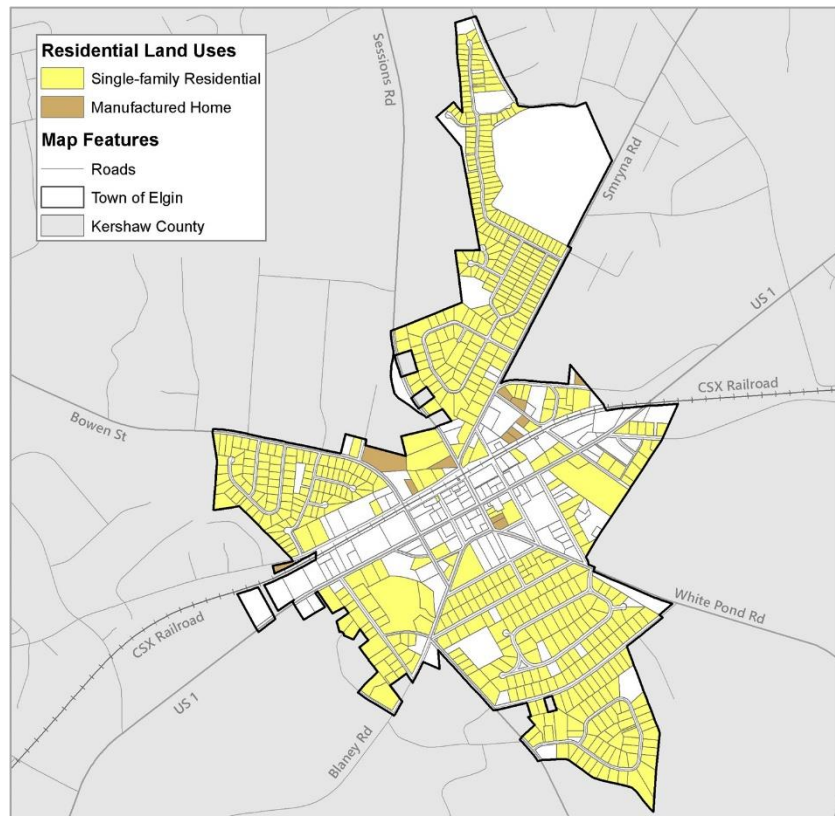 Residential Land Uses
Single-family Residential
Manufactured Home
Map Features
Roads
Town of Elgin
Kershaw County
Sessions Rd
Smryna Rd
US 1
CSX Railroad
Bowen St
White Pond Rd
CSX Railroad
US 1
Blaney Rd